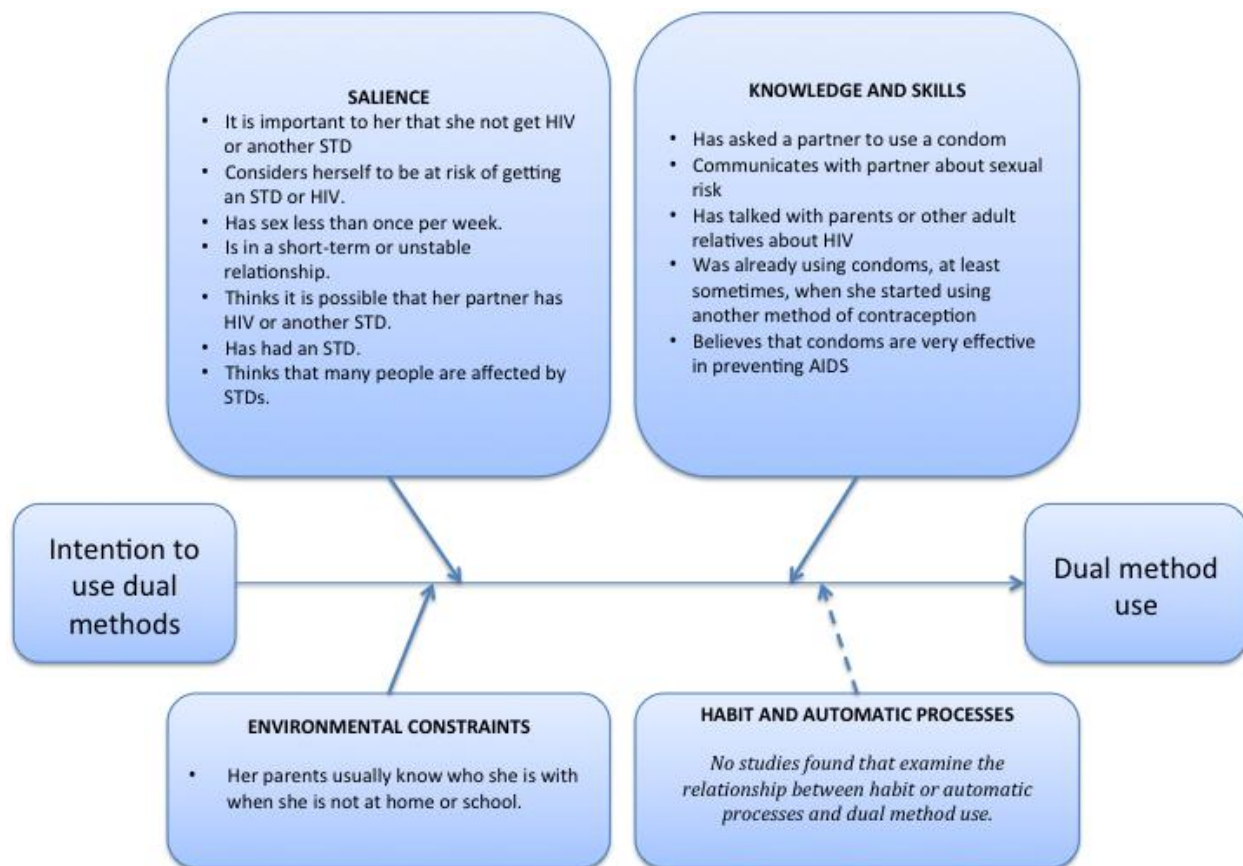 SALIENCE
• It is important to her that she not get HIV
or another STD
• Considers herself to be at risk of getting
an STD or HIV.
• Has sex less than once per week.
• Is in a short-term or unstable
relationship.
• Thinks it is possible that her partner has
HIV or another STD.
• Has had an STD.
• Thinks that many people are affected by
STDs.
KNOWLEDGE AND SKILLS
• Has asked a partner to use a condom
• Communicates with partner about sexual
risk
• Has talked with parents or other adult
relatives about HIV
• Was already using condoms, at least
sometimes, when she started using
another method of contraception
• Believes that condoms are very effective
in preventing AIDS
Intention to
use dual
methods
Dual method
use
ENVIRONMENTAL CONSTRAINTS
• Her parents usually know who she is with
when she is not at home or school.
HABIT AND AUTOMATIC PROCESSES
No studies found that examine the
relationship between habit or automatic
processes and dual method use.